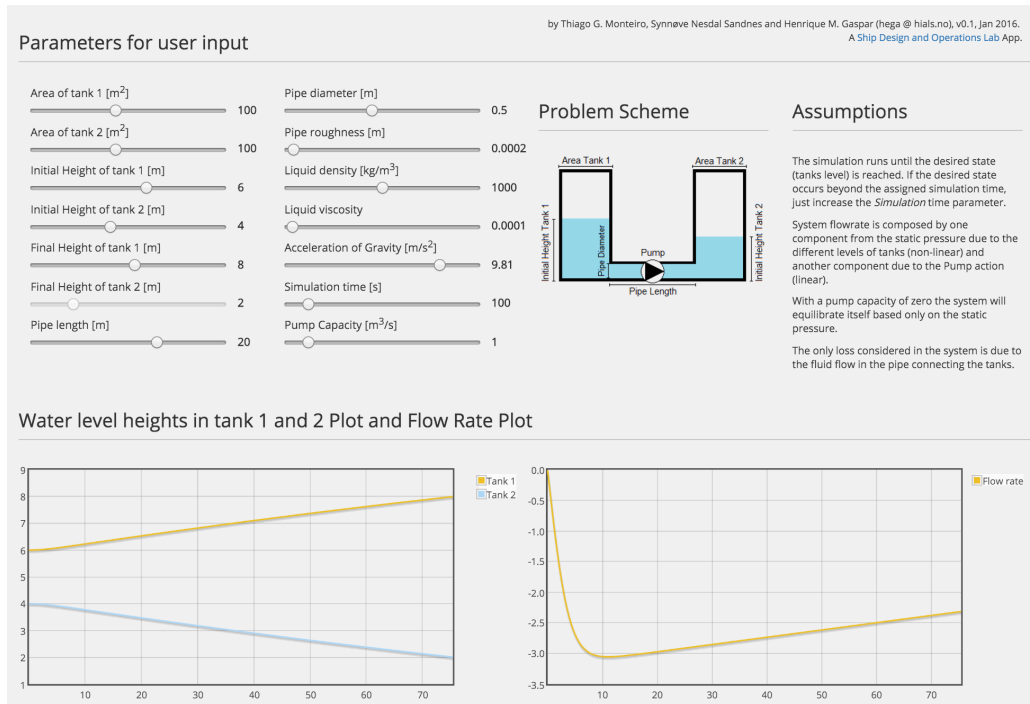 by Thiago G. Monteiro, Synnøve Nesdal Sandnes and Henrique M. Gaspar (hega @ hials.no), v0.1, Jan 2016.
A Ship Design and Operations Lab App.
Parameters for user input
Area of tank 1 [m²]
100
Area of tank 2 [m²]
100
Initial Height of tank 1 [m]
6
Initial Height of tank 2 [m]
4
Final Height of tank 1 [m]
8
Final Height of tank 2 [m]
2
Pipe length [m]
20
Pipe diameter [m]
0.5
Pipe roughness [m]
0.0002
Liquid density [kg/m³]
1000
Liquid viscosity
0.0001
Acceleration of Gravity [m/s²]
9.81
Simulation time [s]
100
Pump Capacity [m³/s]
1
Problem Scheme
Area Tank 1
Area Tank 2
Initial Height Tank 1
Pipe Diameter
Pump
Initial Height Tank 2
Pipe Length
Assumptions
The simulation runs until the desired state
(tanks level) is reached. If the desired state
occurs beyond the assigned simulation time,
just increase the Simulation time parameter.
System flowrate is composed by one
component from the static pressure due to the
different levels of tanks (non-linear) and
another component due to the Pump action
(linear).
With a pump capacity of zero the system will
equilibrate itself based only on the static
pressure.
The only loss considered in the system is due to
the fluid flow in the pipe connecting the tanks.
Water level heights in tank 1 and 2 Plot and Flow Rate Plot
9
8
7
6
5
4
3
2
1
10 20 30 40 50 60 70
Tank 1
Tank 2
0.0
-0.5
-1.0
-1.5
-2.0
-2.5
-3.0
-3.5
10 20 30 40 50 60 70
Flow rate